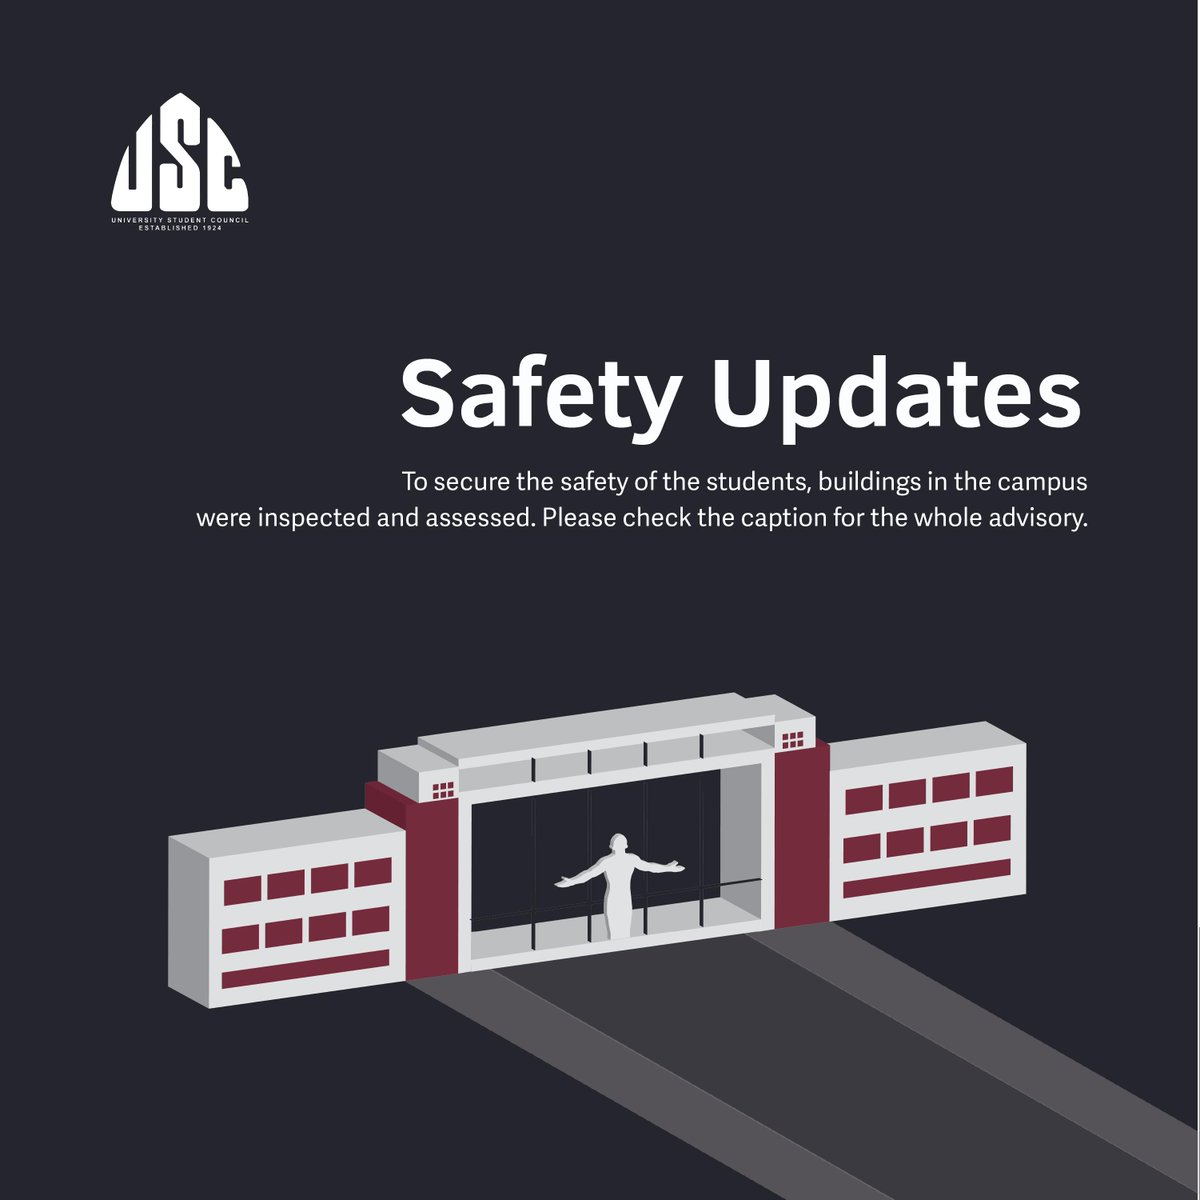 USC
UNIVERSITY STUDENT COUNCIL
ESTABLISHED 1924
Safety Updates
To secure the safety of the students, buildings in the campus
were inspected and assessed. Please check the caption for the whole advisory.